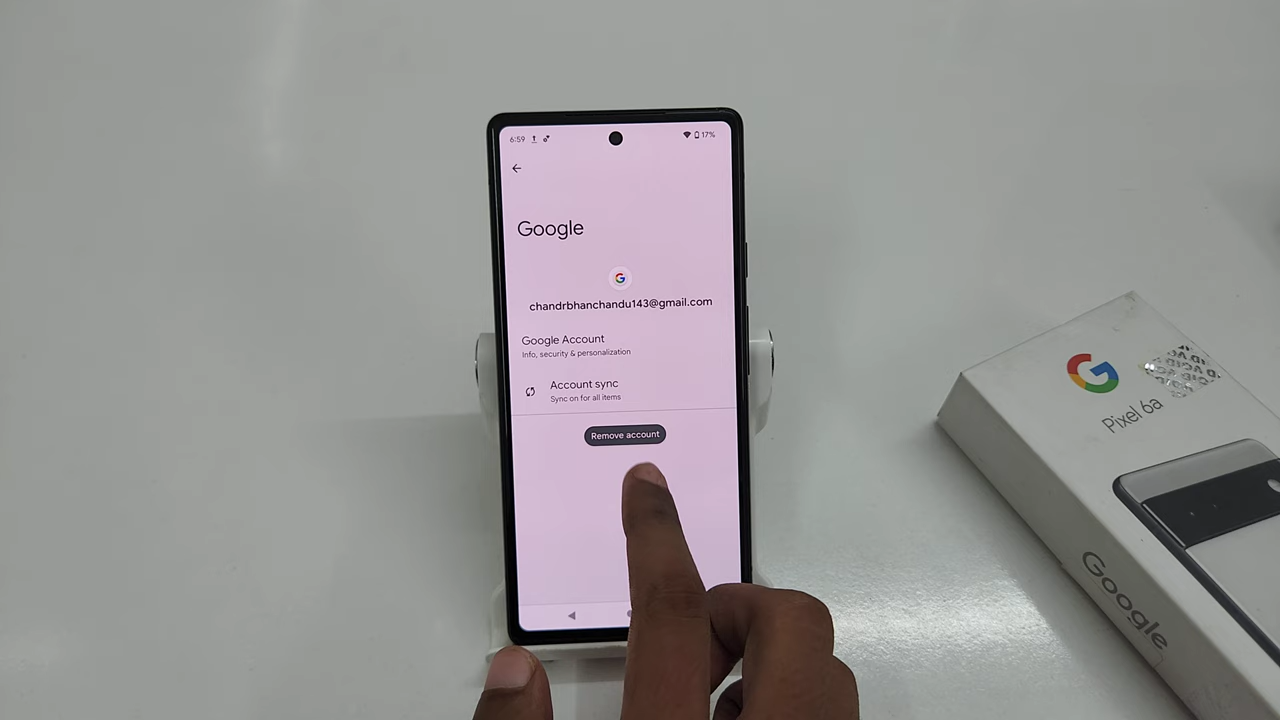 6:59
17%
Google
G
chandrbhanchandu143@gmail.com
Google Account
Info, security & personalization
Account sync
Sync on for all items
Remove account
G
Pixel 6a
Google